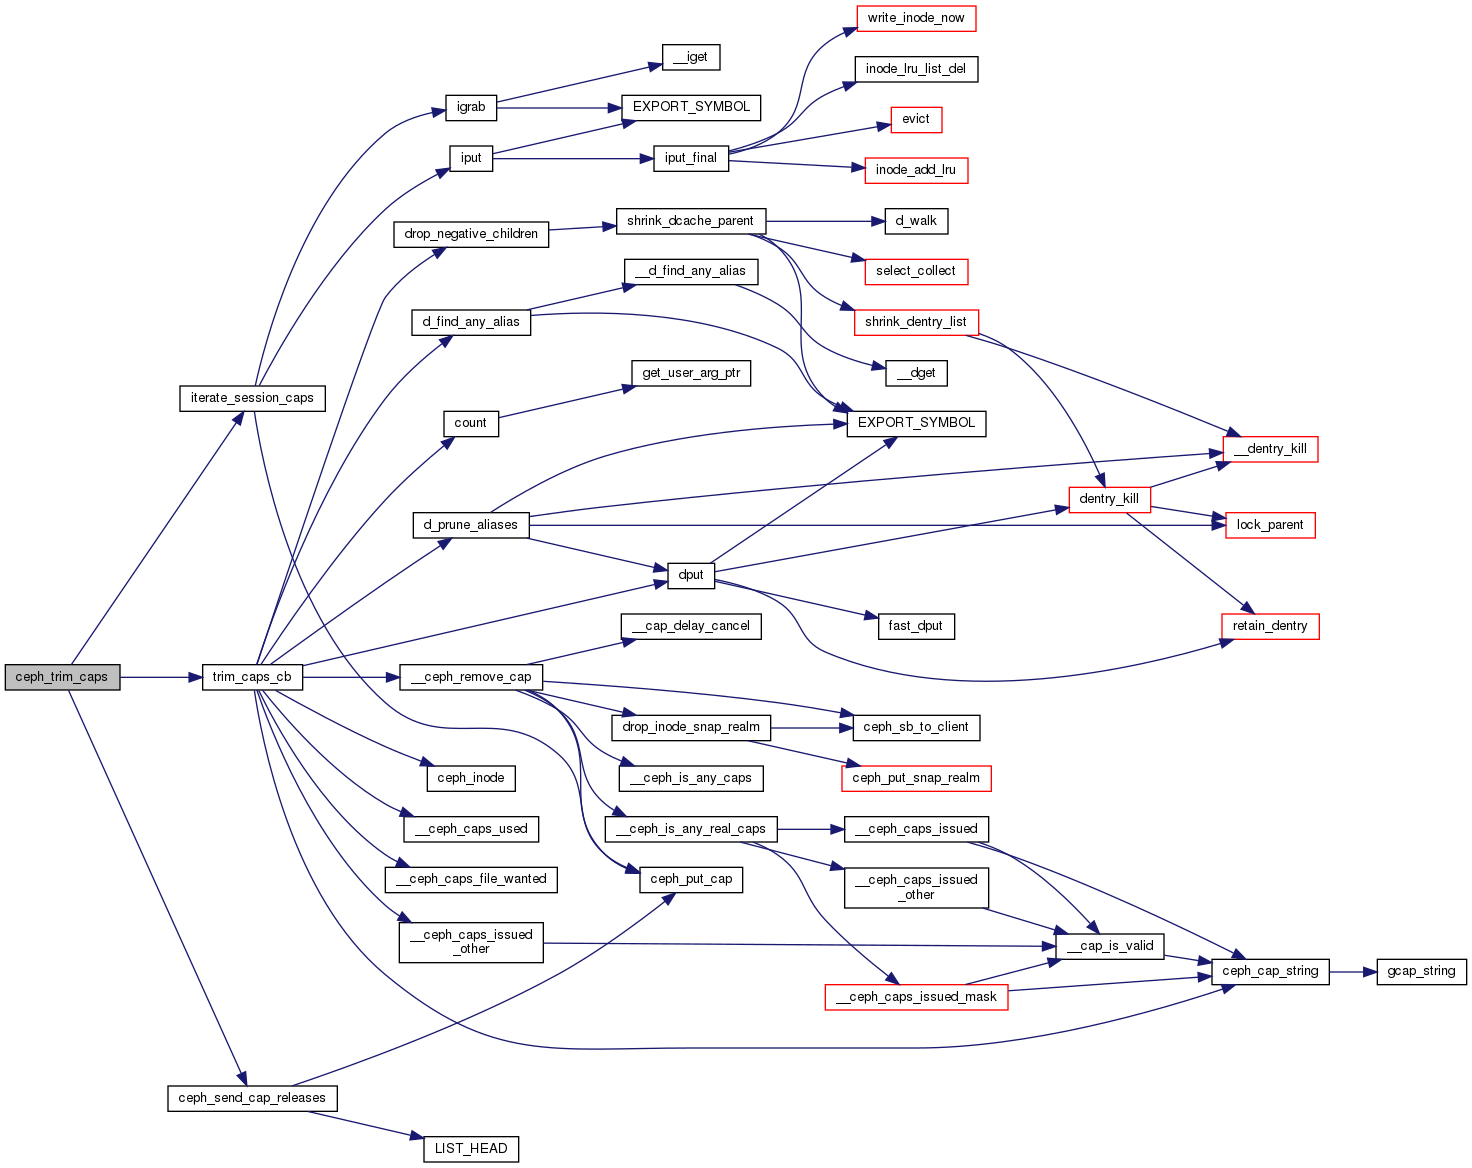 write_inode_now
__iget
inode_lru_list_del
igrab
EXPORT_SYMBOL
evict
iput
iput_final
inode_add_lru
shrink_dcache_parent
d_walk
drop_negative_children
__d_find_any_alias
select_collect
d_find_any_alias
shrink_dentry_list
get_user_arg_ptr
__dget
iterate_session_caps
count
EXPORT_SYMBOL
__dentry_kill
dentry_kill
d_prune_aliases
lock_parent
dput
__cap_delay_cancel
fast_dput
retain_dentry
ceph_trim_caps
trim_caps_cb
__ceph_remove_cap
drop_inode_snap_realm
ceph_sb_to_client
ceph_inode
__ceph_is_any_caps
ceph_put_snap_realm
__ceph_caps_used
__ceph_is_any_real_caps
__ceph_caps_issued
__ceph_caps_file_wanted
ceph_put_cap
__ceph_caps_issued
_other
__ceph_caps_issued
_other
__cap_is_valid
ceph_cap_string
gcap_string
__ceph_caps_issued_mask
ceph_send_cap_releases
LIST_HEAD